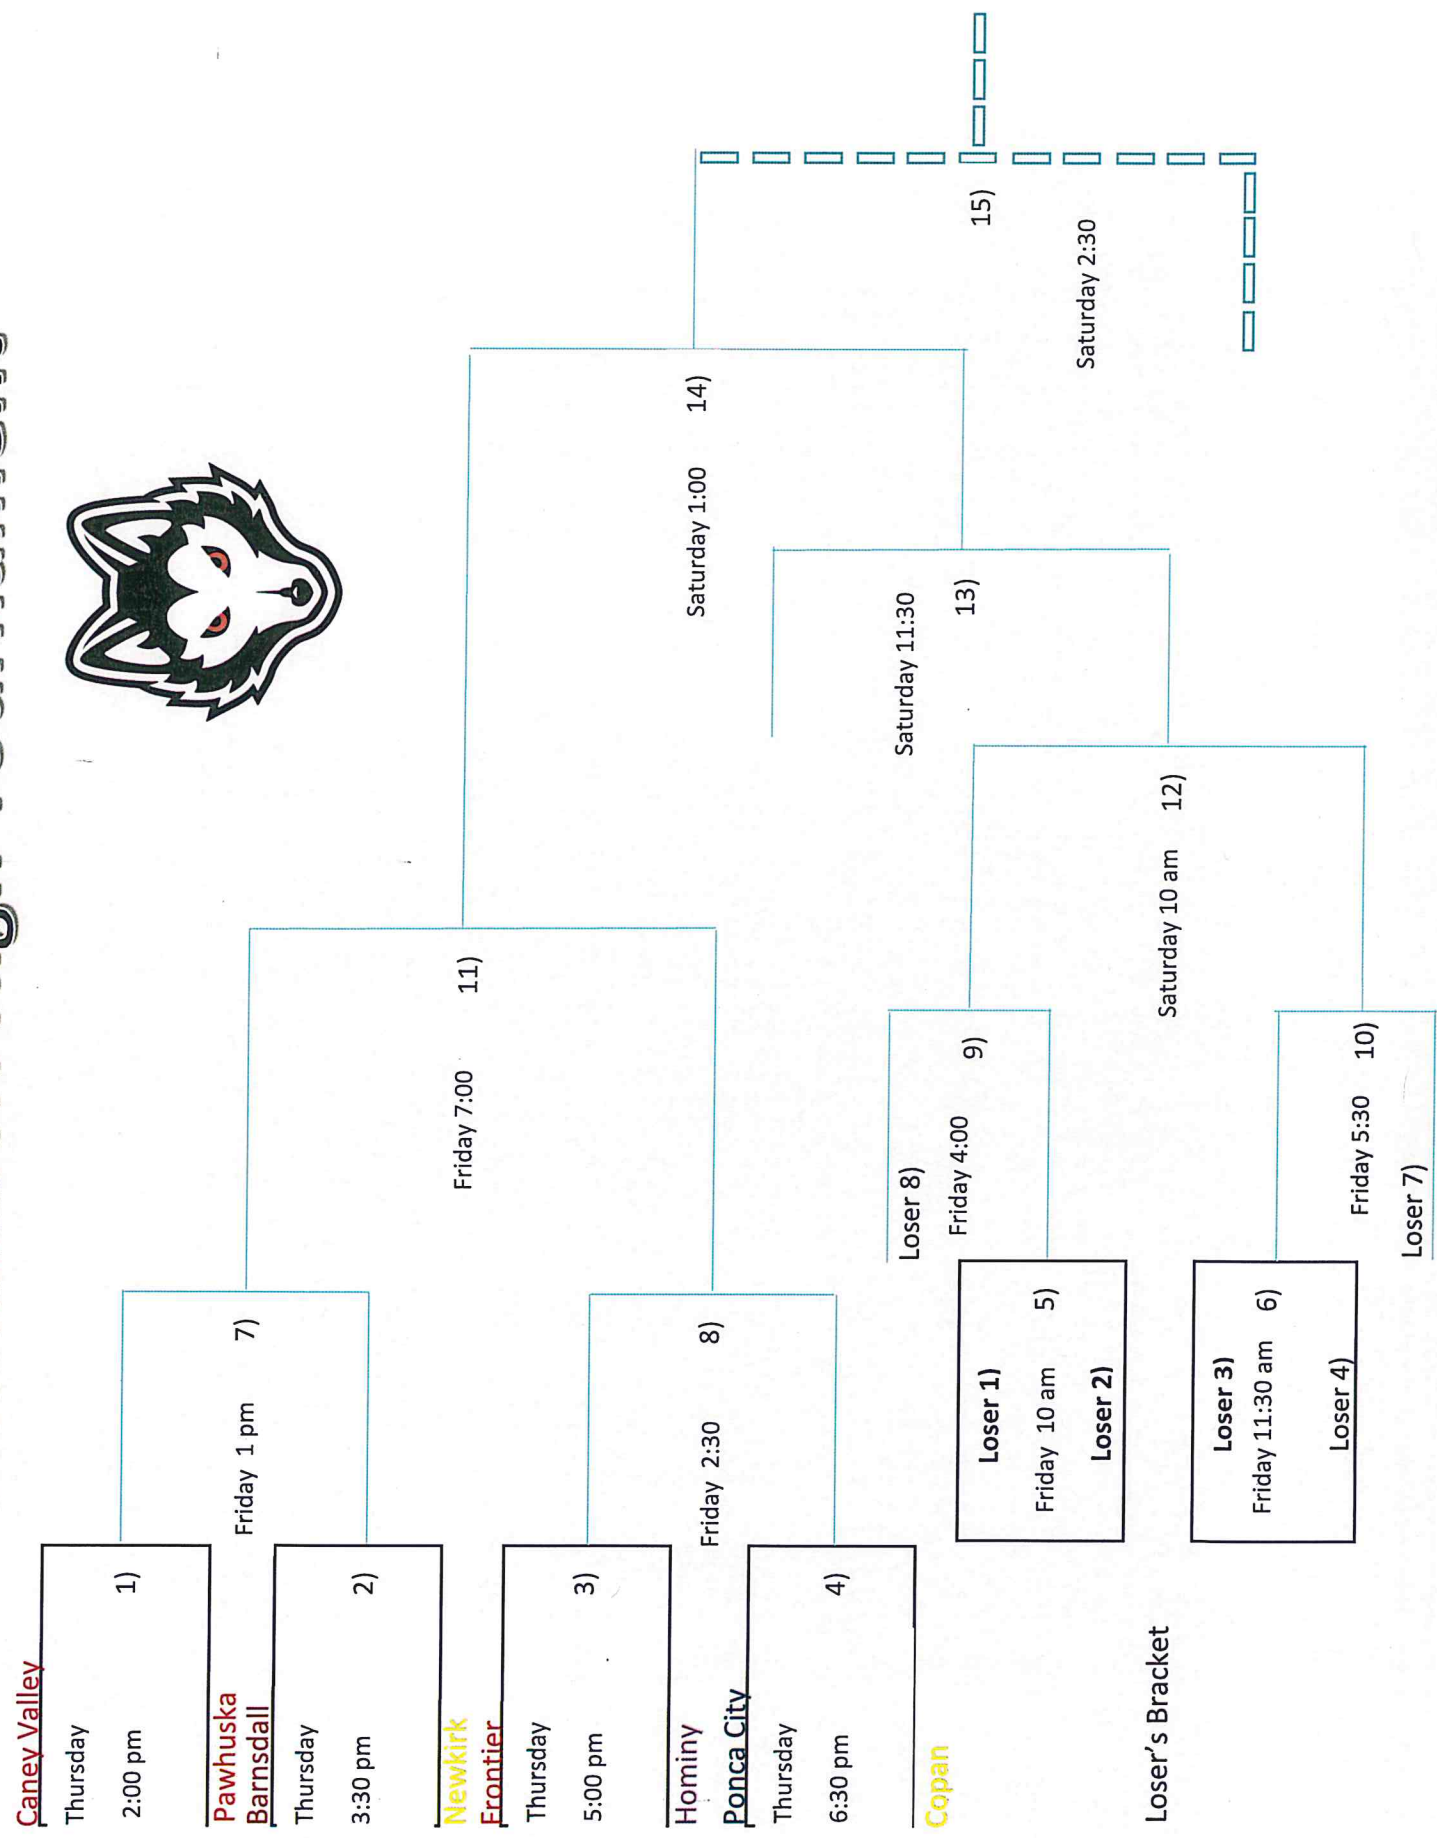 Caney Valley
Thursday
1)
2:00 pm
Pawhuska
Friday 1 pm
7)
Barnsdall
Thursday
2)
3:30 pm
Newkirk
Friday 7:00
11)
Frontier
Thursday
3)
5:00 pm
Hominy
Friday 2:30
8)
Ponca City
Thursday
4)
6:30 pm
Copan
Saturday 1:00
14)
Saturday 2:30
15)
Loser 8)
Friday 4:00
9)
Loser 1)
Friday 10 am
5)
Loser 2)
Saturday 11:30
13)
Saturday 10 am
12)
Loser's Bracket
Loser 3)
Friday 11:30 am
6)
Loser 4)
Friday 5:30
10)
Loser 7)